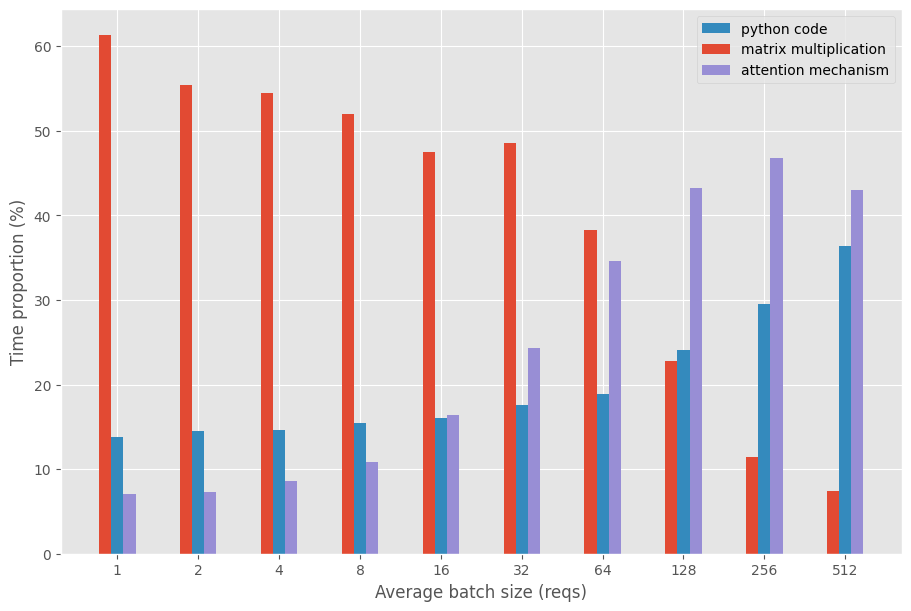 python code
matrix multiplication
attention mechanism
60
50
40
30
20
10
0
Time proportion (%)
1 2 4 8 16 32 64 128 256 512
Average batch size (reqs)